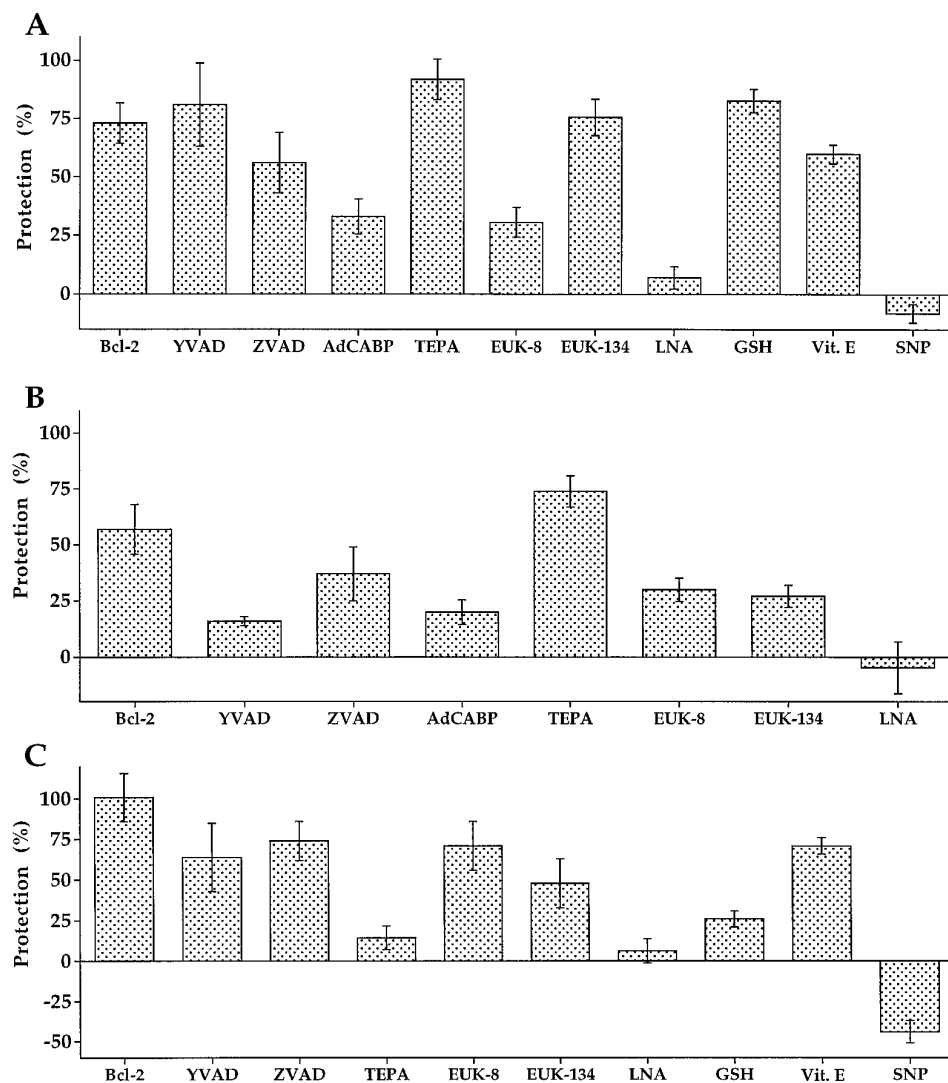 A
Protection (%)
100
75
50
25
0
Bcl-2 YVAD ZVAD AdCABP TEPA EUK-8 EUK-134 LNA GSH Vit. E SNP
B
Protection (%)
100
75
50
25
0
Bcl-2 YVAD ZVAD AdCABP TEPA EUK-8 EUK-134 LNA
C
Protection (%)
100
75
50
25
0
-25
-50
Bcl-2 YVAD ZVAD TEPA EUK-8 EUK-134 LNA GSH Vit. E SNP